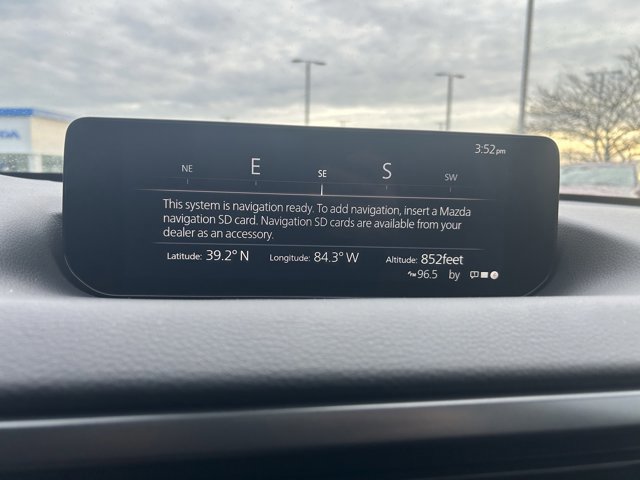 3:52pm
NE E SE S SW
This system is navigation ready. To add navigation, insert a Mazda
navigation SD card. Navigation SD cards are available from your
dealer as an accessory.
Latitude: 39.2° N Longitude: 84.3° W Altitude: 852feet
FM 96.5 by